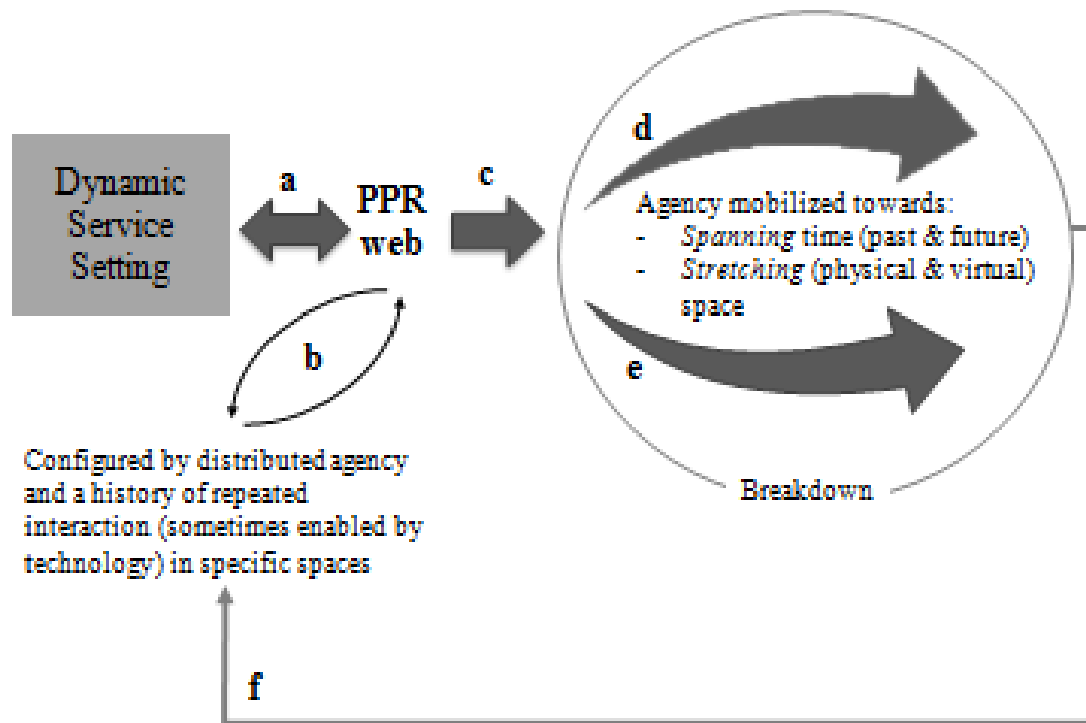 Dynamic
Service
Setting
a
PPR
web
c
d
Agency mobilized towards:
- Spanning time (past & future)
- Stretching (physical & virtual)
space
e
Breakdown
b
Configured by distributed agency
and a history of repeated
interaction (sometimes enabled by
technology) in specific spaces
f